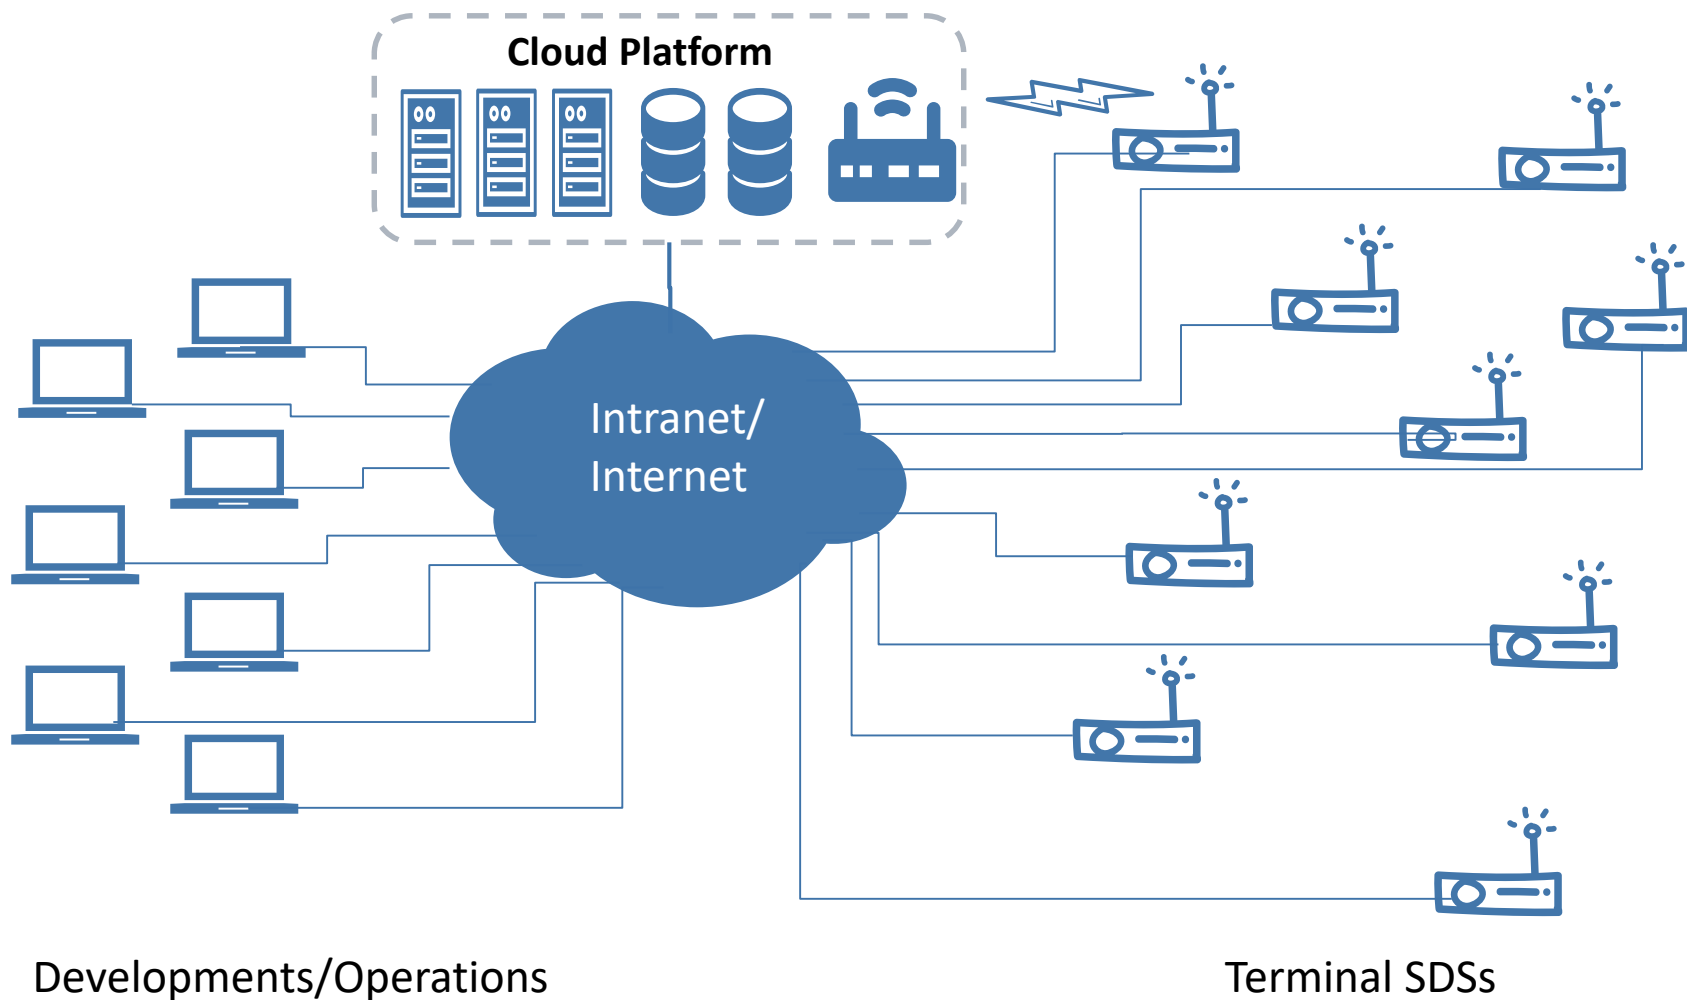 Cloud Platform
Intranet/
Internet
Developments/Operations
Terminal SDSs